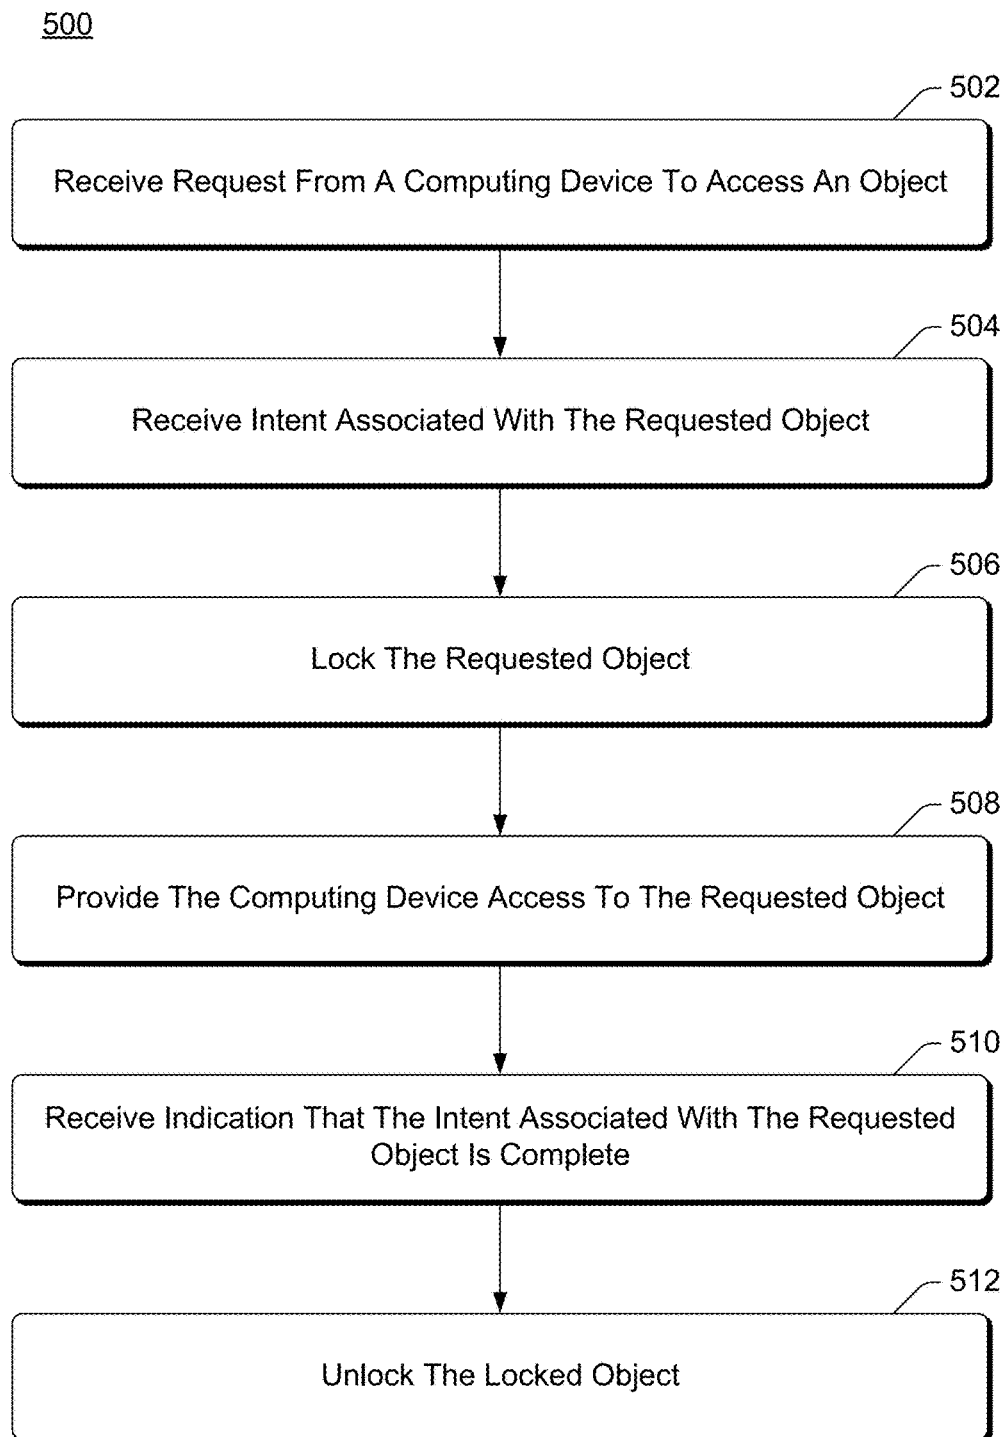 500
502
Receive Request From A Computing Device To Access An Object
504
Receive Intent Associated With The Requested Object
506
Lock The Requested Object
508
Provide The Computing Device Access To The Requested Object
510
Receive Indication That The Intent Associated With The Requested
Object Is Complete
512
Unlock The Locked Object